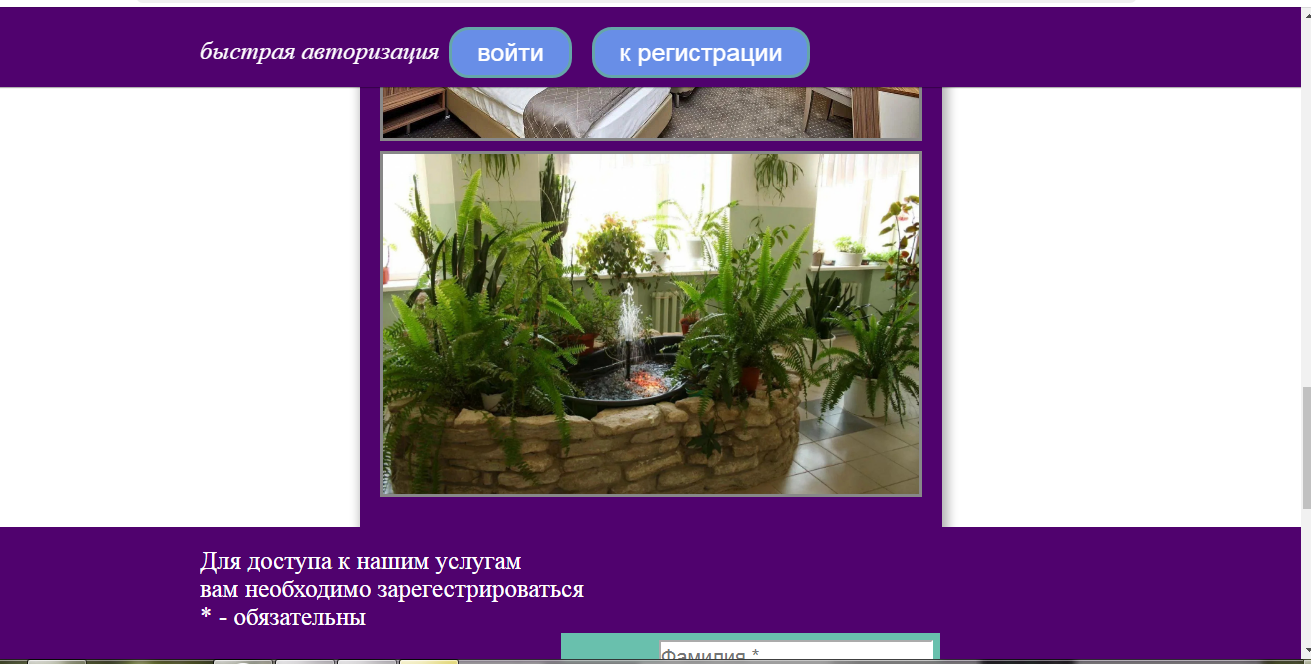 быстрая авторизация войти к регистрации
Для доступа к нашим услугам
вам необходимо зарегестрироваться
* - обязательны
Фамилия *